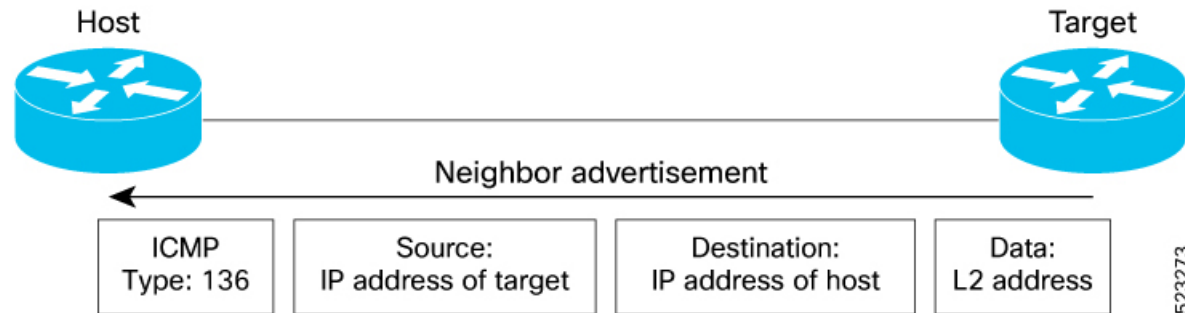 Host
Target
Neighbor advertisement
ICMP
Type: 136
Source:
IP address of target
Destination:
IP address of host
Data:
L2 address
523273